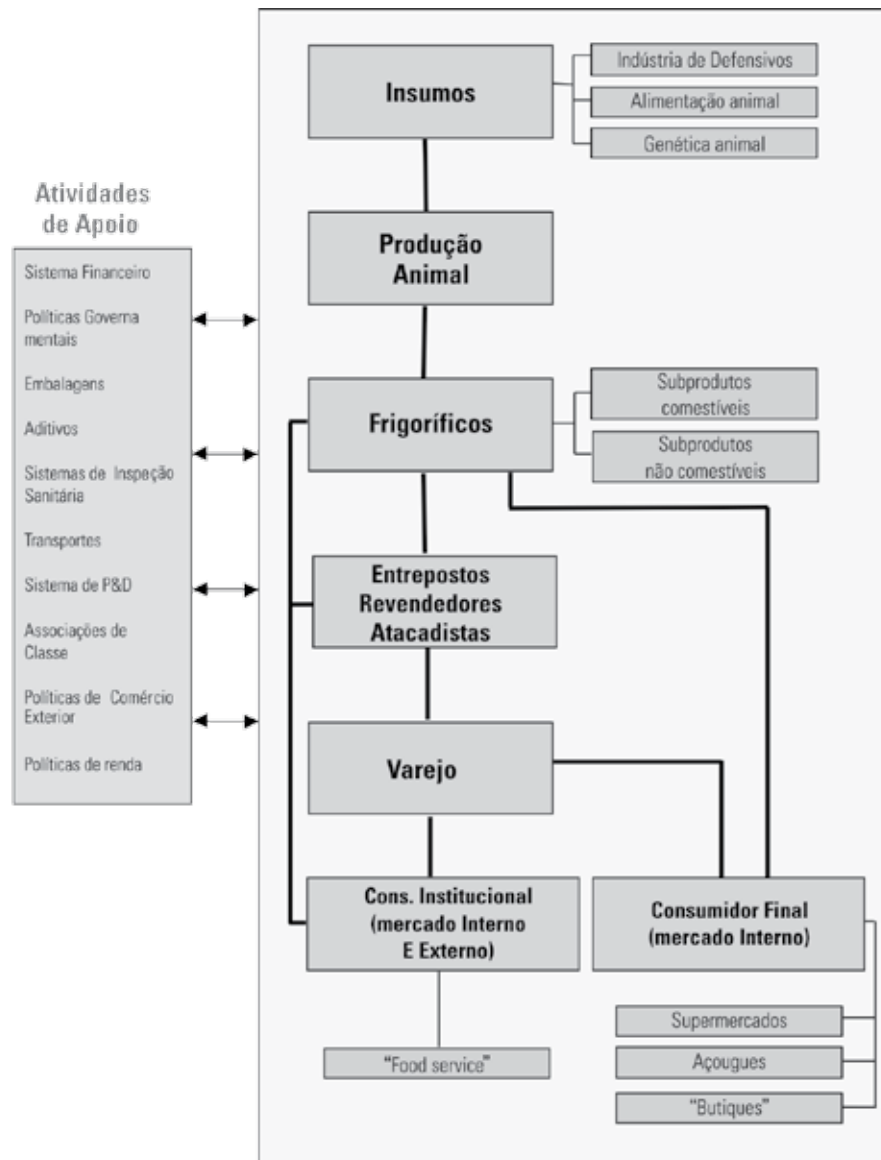 Insumos
Indústria de Defensivos
Alimentação animal
Genética animal
Atividades
de Apoio
Sistema Financeiro
Políticas Governa
mentais
Embalagens
Aditivos
Sistemas de Inspeção
Sanitária
Transportes
Sistema de P&D
Associações de
Classe
Políticas de Comércio
Exterior
Políticas de renda
Produção
Animal
Frigoríficos
Subprodutos
comestíveis
Subprodutos
não comestíveis
Entrepostos
Revendedores
Atacadistas
Varejo
Cons. Institucional
(mercado Interno
E Externo)
Consumidor Final
(mercado Interno)
"Food service"
Supermercados
Açougues
"Butiques"